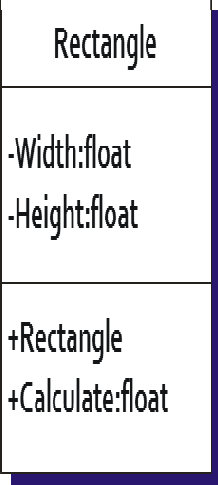 Rectangle
-Width:float
-Height:float
+Rectangle
+Calculate:float